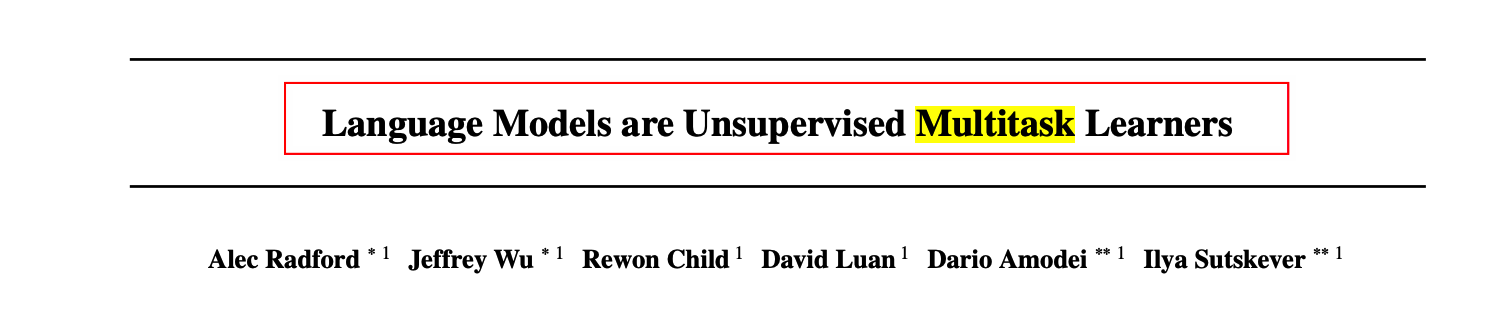 Language Models are Unsupervised Multitask Learners
Alec Radford * 1 Jeffrey Wu * 1 Rewon Child 1 David Luan 1 Dario Amodei ** 1 Ilya Sutskever ** 1